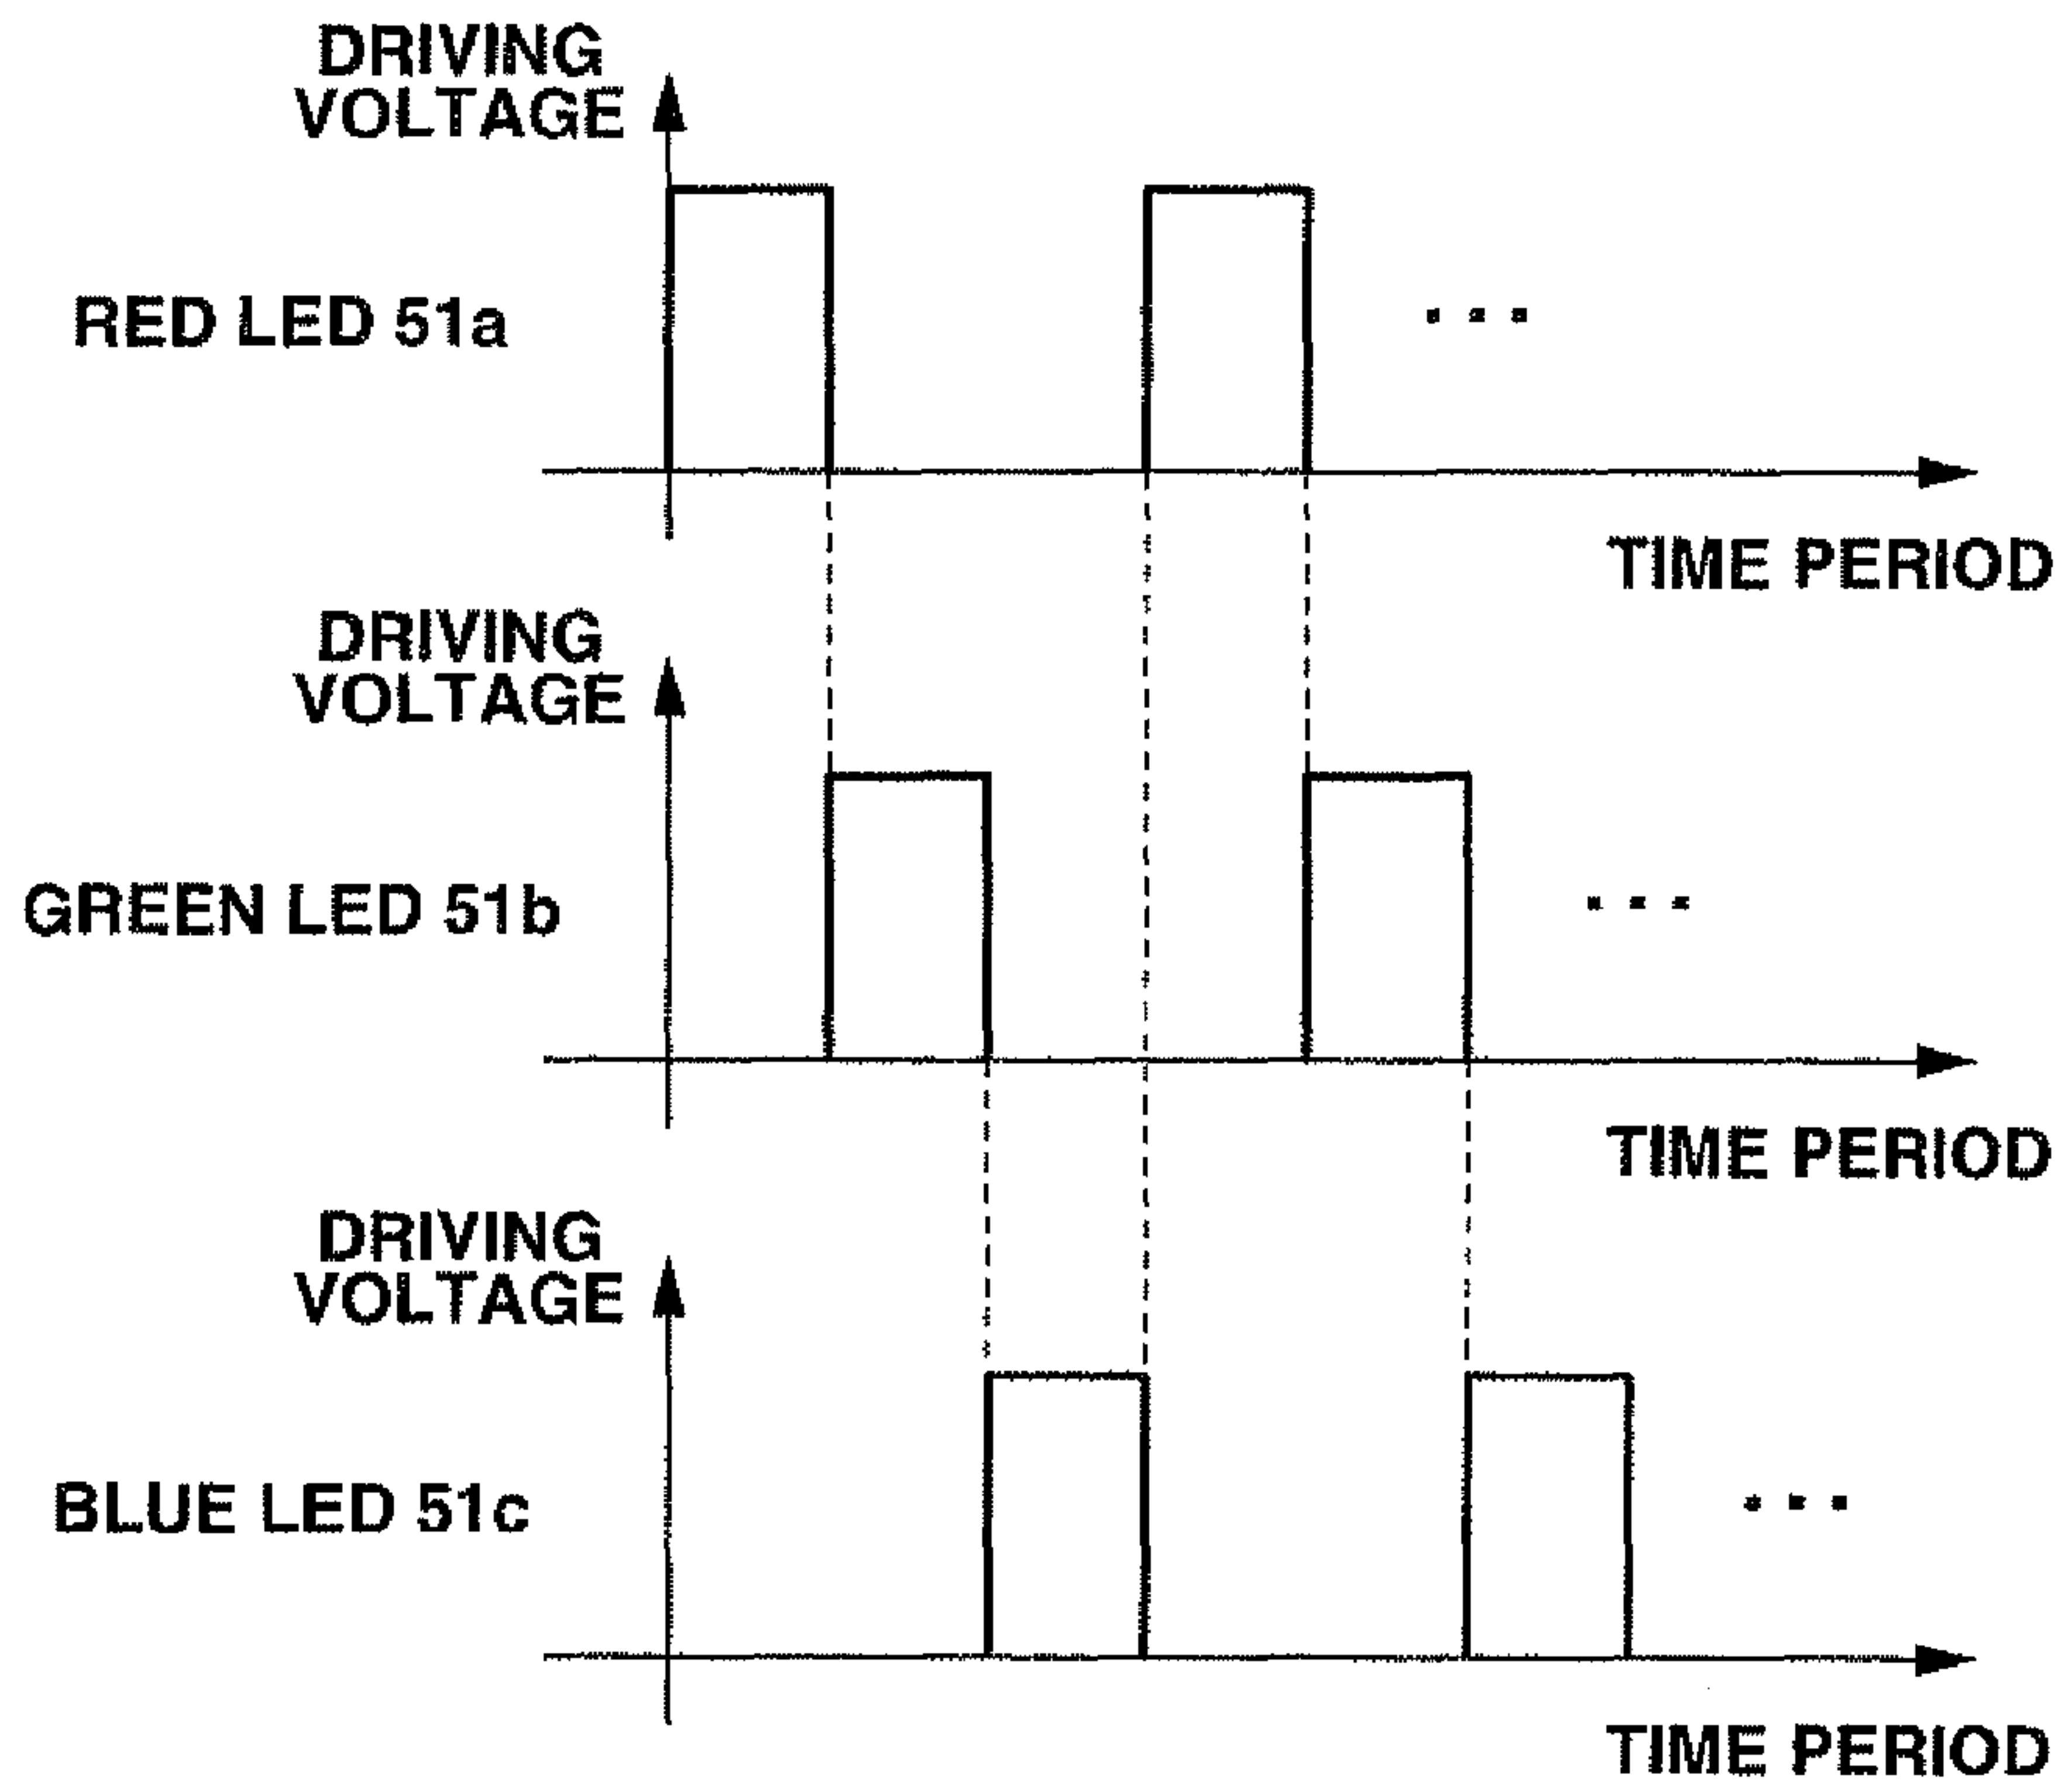 DRIVING
VOLTAGE
RED LED 51a
TIME PERIOD
DRIVING
VOLTAGE
GREEN LED 51b
TIME PERIOD
DRIVING
VOLTAGE
BLUE LED 51c
TIME PERIOD